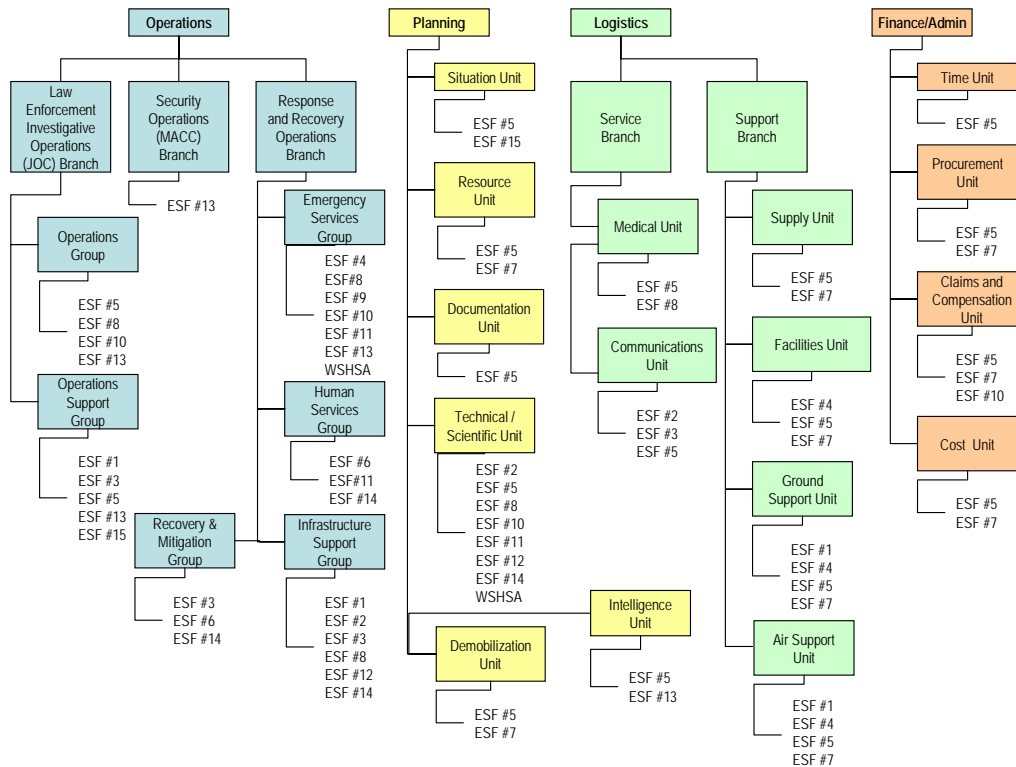 Operations
Law
Enforcement
Investigative
Operations
(JOC) Branch
Operations
Group
ESF #5
ESF #8
ESF #10
ESF #13
Operations
Support
Group
ESF #1
ESF #3
ESF #5
ESF #13
ESF #15
Security
Operations
(MACC)
Branch
ESF #13
Response
and Recovery
Operations
Branch
Emergency
Services
Group
ESF #4
ESF#8
ESF #9
ESF #10
ESF #11
ESF #13
WSHSA
Human
Services
Group
ESF #6
ESF#11
ESF #14
Recovery &
Mitigation
Group
ESF #3
ESF #6
ESF #14
Infrastructure
Support
Group
ESF #1
ESF #2
ESF #3
ESF #8
ESF #12
ESF #14
Planning
Situation Unit
ESF #5
ESF #15
Resource
Unit
ESF #5
ESF #7
Documentation
Unit
ESF #5
Technical /
Scientific Unit
ESF #2
ESF #5
ESF #8
ESF #10
ESF #11
ESF #12
ESF #14
WSHSA
Demobilization
Unit
ESF #5
ESF #7
Intelligence
Unit
ESF #5
ESF #13
Logistics
Service
Branch
Medical Unit
ESF #5
ESF #8
Communications
Unit
ESF #2
ESF #3
ESF #5
Support
Branch
Supply Unit
ESF #5
ESF #7
Facilities Unit
ESF #4
ESF #5
ESF #7
Ground
Support Unit
ESF #1
ESF #4
ESF #5
ESF #7
Air Support
Unit
ESF #1
ESF #4
ESF #5
ESF #7
Finance/Admin
Time Unit
ESF #5
Procurement
Unit
ESF #5
ESF #7
Claims and
Compensation
Unit
ESF #5
ESF #7
ESF #10
Cost Unit
ESF #5
ESF #7